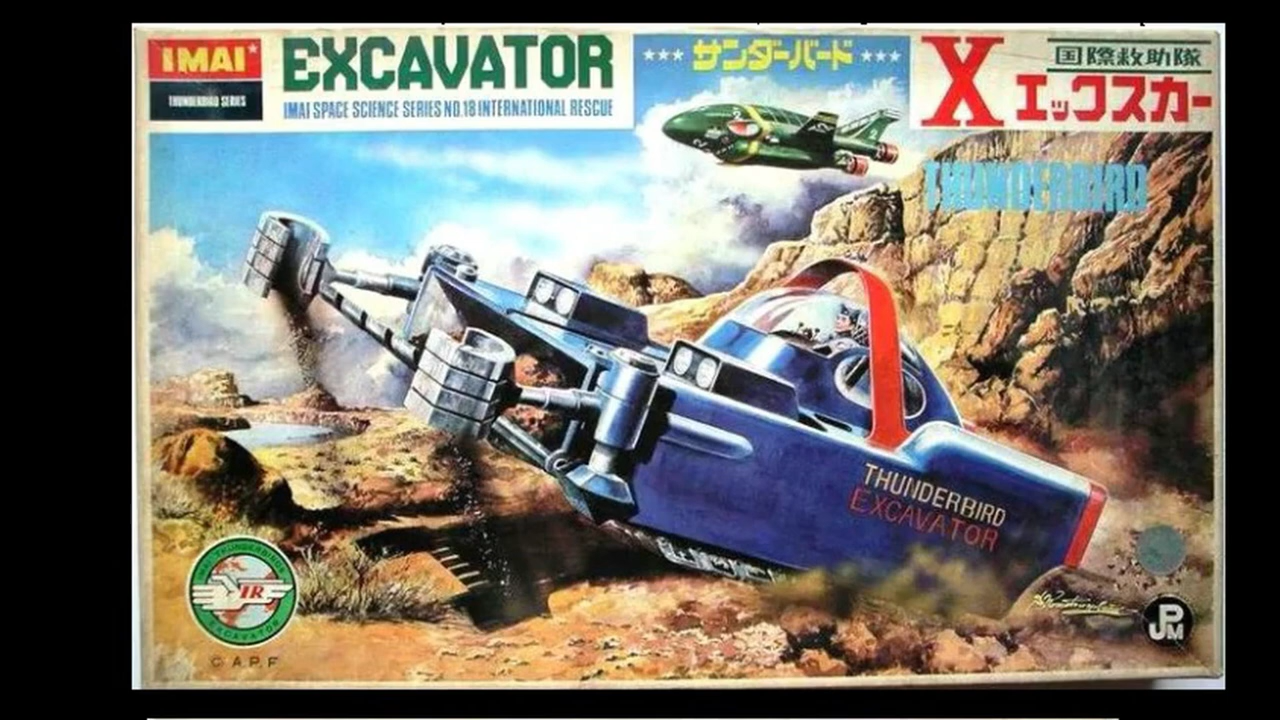 IMAI
THUNDERBIRD SERIES
EXCAVATOR
IMAI SPACE SCIENCE SERIES NO.18 INTERNATIONAL RESCUE
★★★ サンダーバード ★★★
X
国際救助隊
エックスカー
THUNDERBIRD
THUNDERBIRD
EXCAVATOR
THUNDERBIRD
IR
EXCAVATOR
C A.P.F
JPM